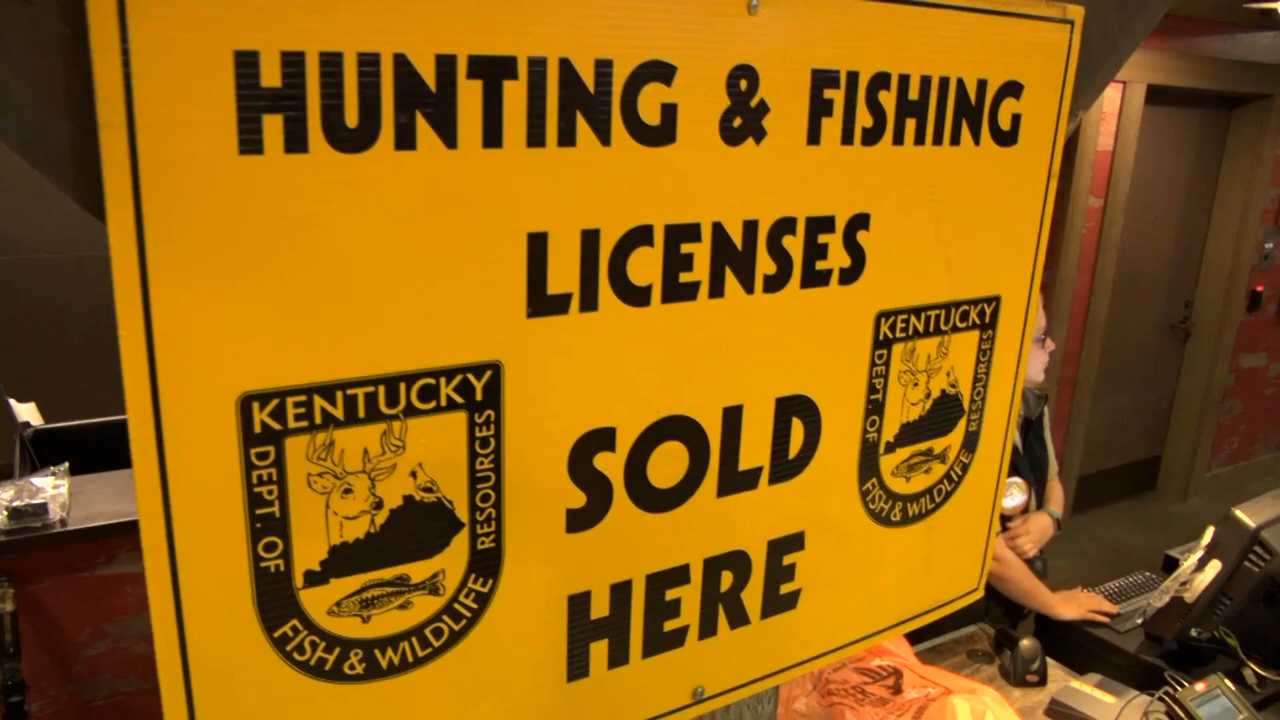 HUNTING & FISHING
LICENSES
SOLD
HERE
KENTUCKY
DEPT. OF
FISH & WILDLIFE
RESOURCES
KENTUCKY
DEPT. OF
FISH & WILDLIFE
RESOURCES